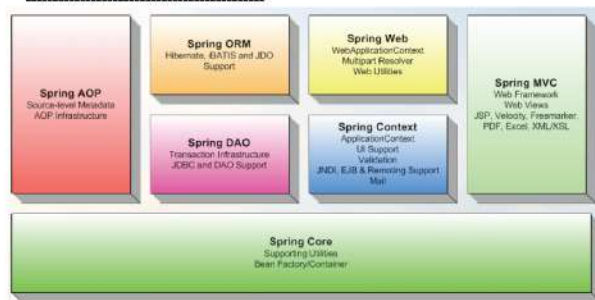 Spring AOP
Source-level Metadata
AOP Infrastructure
Spring ORM
Hibernate, iBATIS and JDO
Support
Spring DAO
Transaction Infrastructure
JDBC and DAO Support
Spring Web
WebApplicationContext
Multipart Resolver
Web Utilities
Spring Context
ApplicationContext
UI Support
Validation
JNDI, EJB & Remoting Support
Mail
Spring MVC
Web Framework
Web Views
JSP, Velocity, Freemarker,
PDF, Excel, XML/XSL
Spring Core
Supporting Utilities
Bean Factory/Container